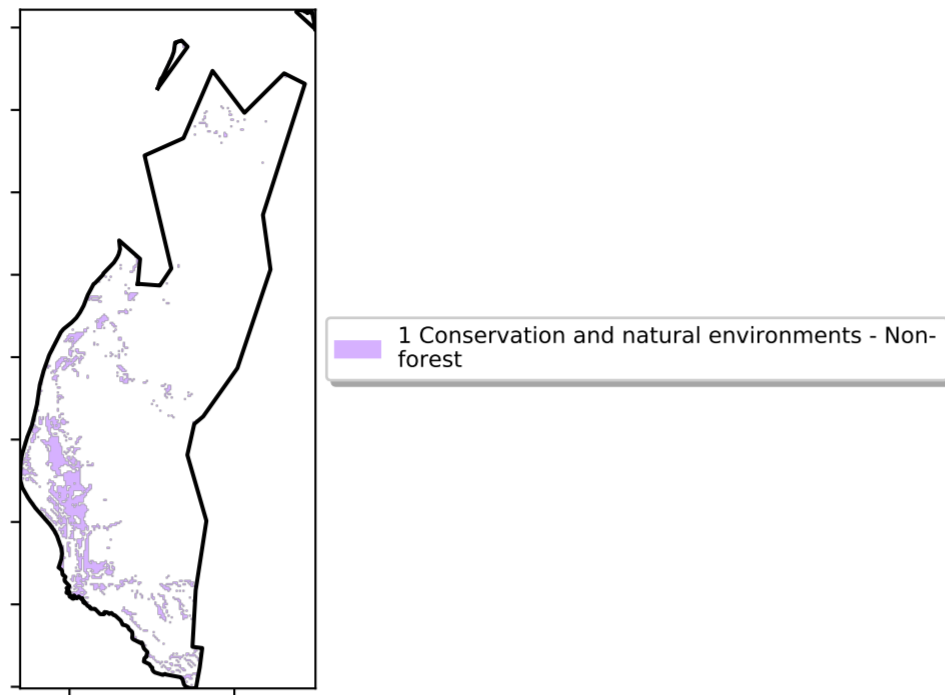 1 Conservation and natural environments - Non-
forest